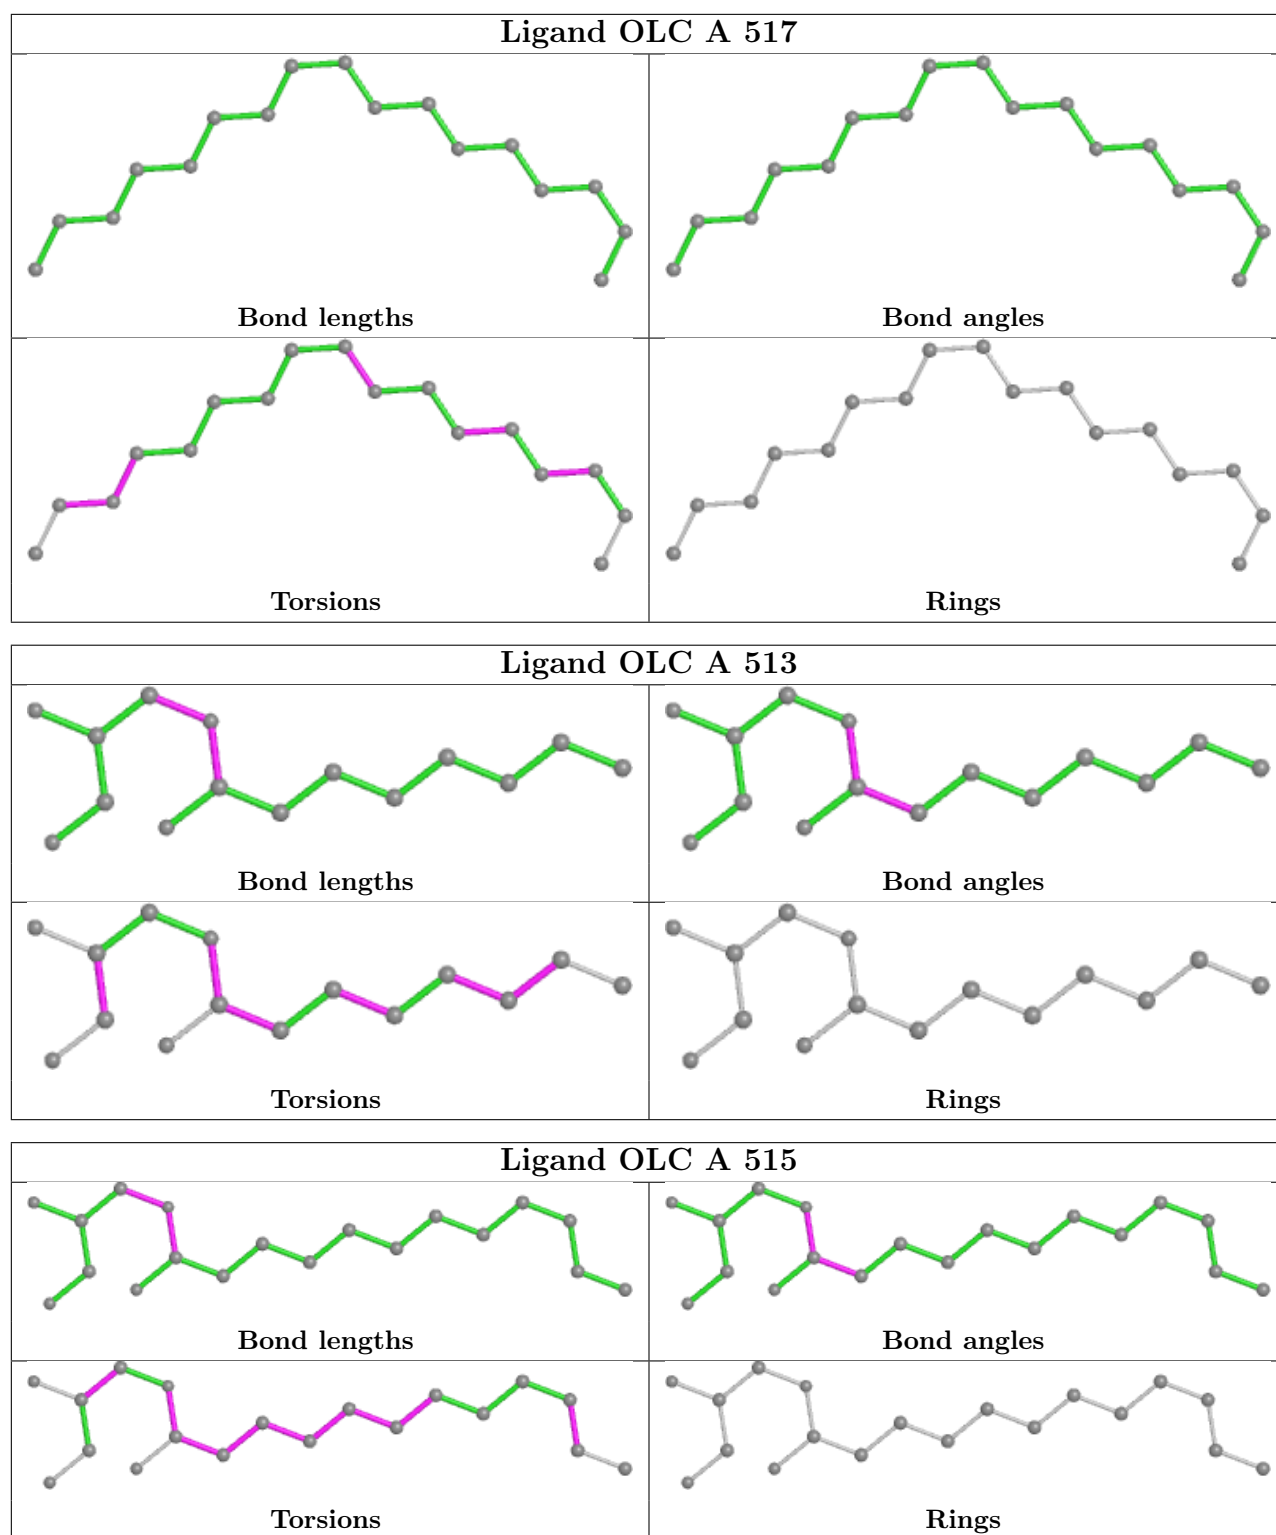 Ligand OLC A 517
Bond lengths
Bond angles
Torsions
Rings
Ligand OLC A 513
Bond lengths
Bond angles
Torsions
Rings
Ligand OLC A 515
Bond lengths
Bond angles
Torsions
Rings